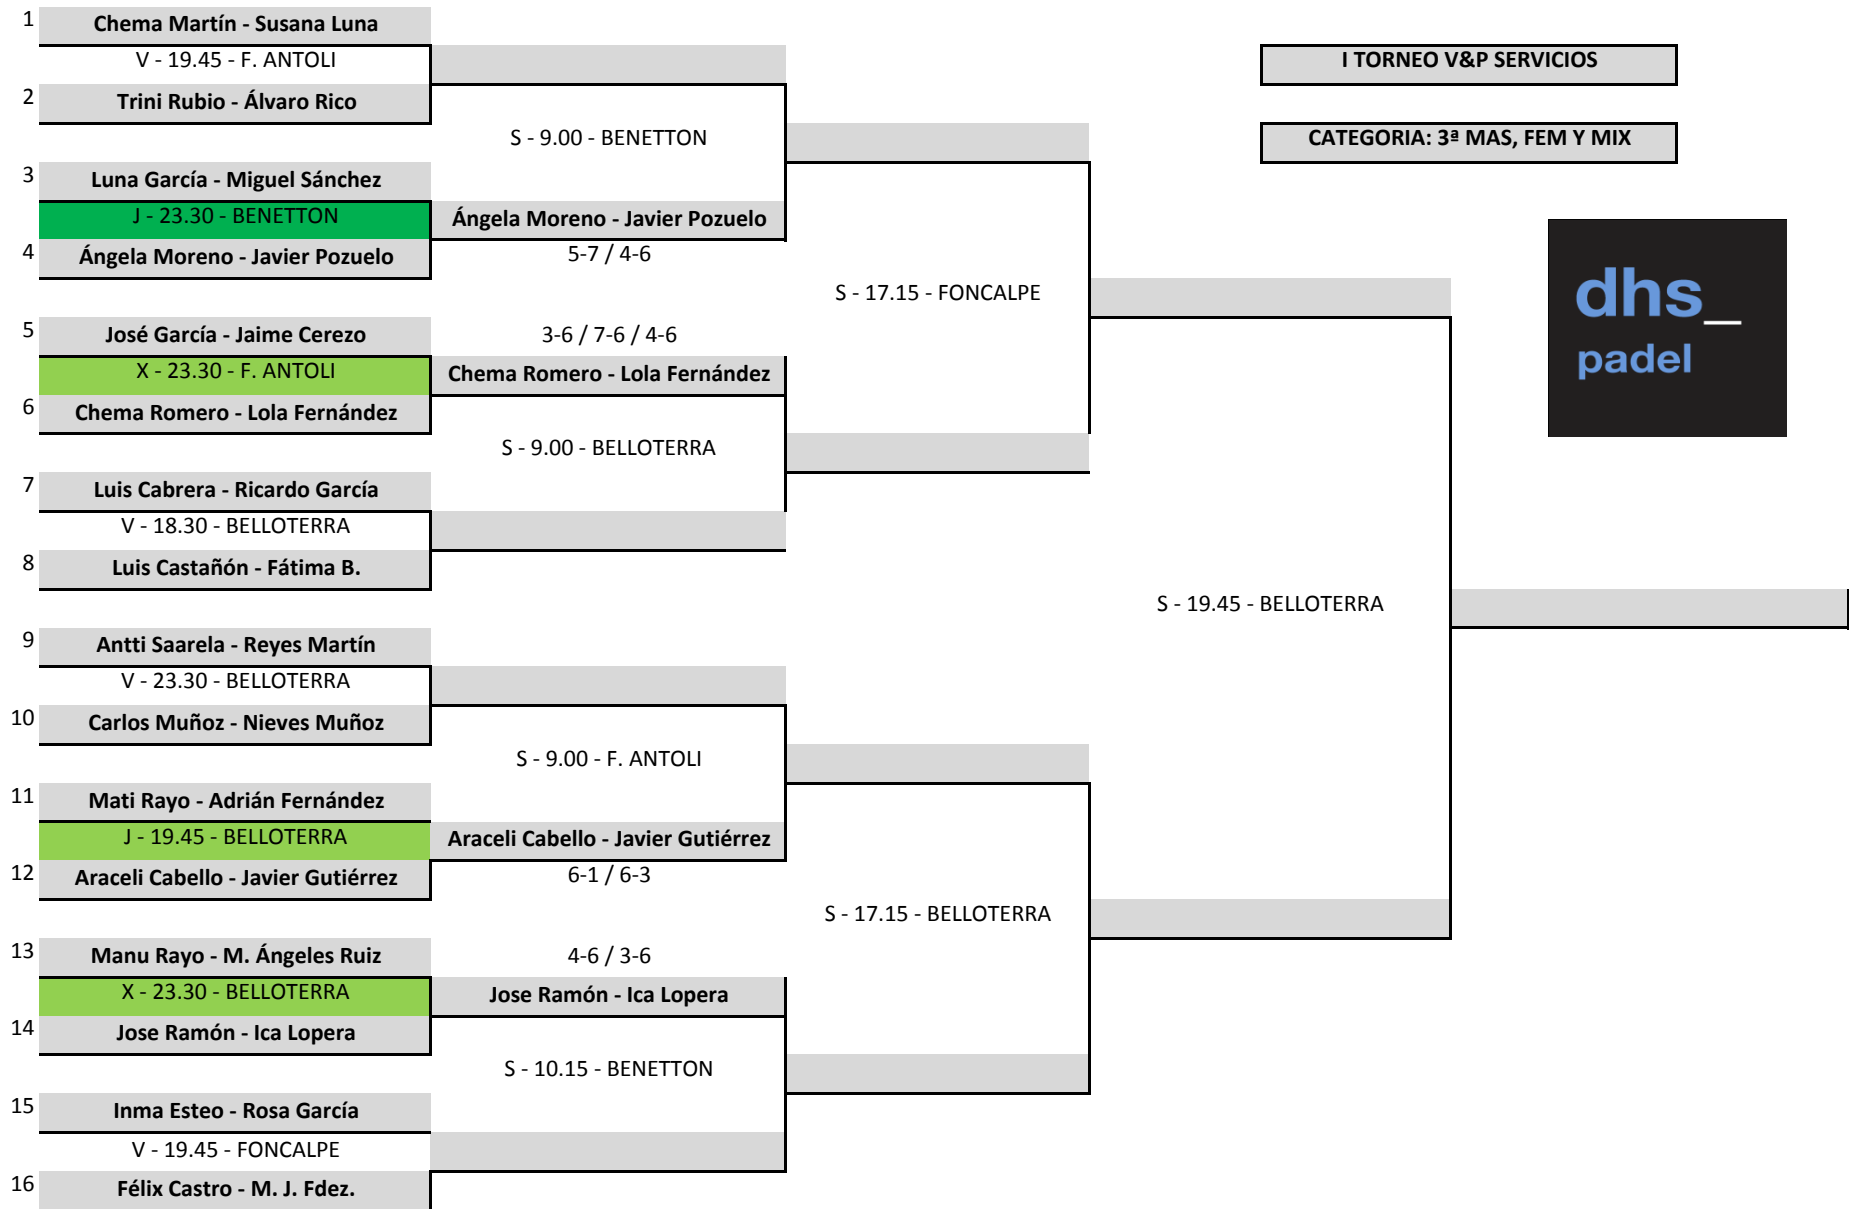 1
Chema Martín - Susana Luna
V - 19.45 - F. ANTOLI
2
Trini Rubio - Álvaro Rico
S - 9.00 - BENETTON
3
Luna García - Miguel Sánchez
J - 23.30 - BENETTON
Ángela Moreno - Javier Pozuelo
4
Ángela Moreno - Javier Pozuelo
5-7 / 4-6
S - 17.15 - FONCALPE
5
José García - Jaime Cerezo
3-6 / 7-6 / 4-6
X - 23.30 - F. ANTOLI
Chema Romero - Lola Fernández
6
Chema Romero - Lola Fernández
S - 9.00 - BELLOTERRA
7
Luis Cabrera - Ricardo García
V - 18.30 - BELLOTERRA
8
Luis Castañón - Fátima B.
S - 19.45 - BELLOTERRA
9
Antti Saarela - Reyes Martín
V - 23.30 - BELLOTERRA
10
Carlos Muñoz - Nieves Muñoz
S - 9.00 - F. ANTOLI
11
Mati Rayo - Adrián Fernández
J - 19.45 - BELLOTERRA
Araceli Cabello - Javier Gutiérrez
12
Araceli Cabello - Javier Gutiérrez
6-1 / 6-3
S - 17.15 - BELLOTERRA
13
Manu Rayo - M. Ángeles Ruiz
4-6 / 3-6
X - 23.30 - BELLOTERRA
Jose Ramón - Ica Lopera
14
Jose Ramón - Ica Lopera
S - 10.15 - BENETTON
15
Inma Esteo - Rosa García
V - 19.45 - FONCALPE
16
Félix Castro - M. J. Fdez.
I TORNEO V&P SERVICIOS
CATEGORIA: 3ª MAS, FEM Y MIX
dhs_
padel